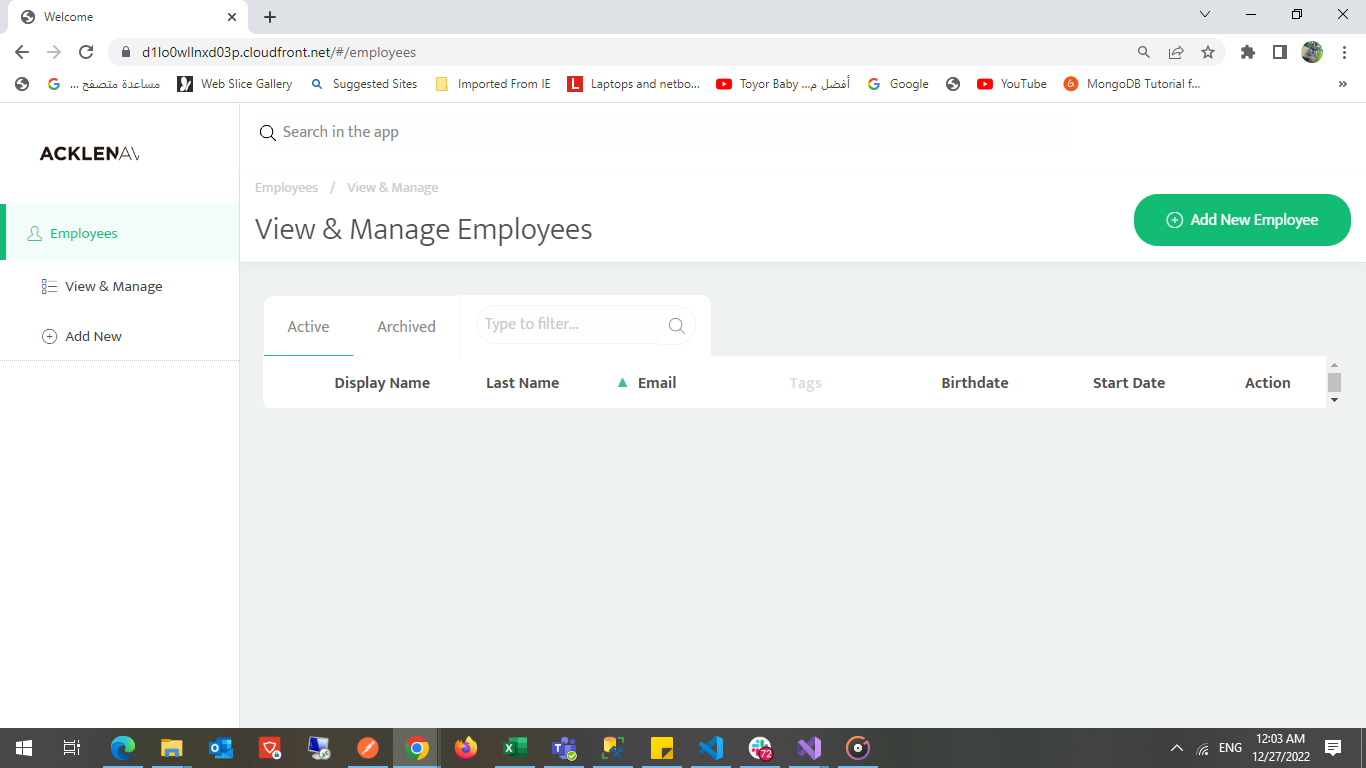 Welcome
d1lo0wllnxd03p.cloudfront.net/#/employees
مساعدة متصفح ...
Web Slice Gallery
Suggested Sites
Imported From IE
Laptops and netbo...
Toyor Baby ...أفضل م
Google
YouTube
MongoDB Tutorial f...
»
ACKLENAV
Search in the app
Employees / View & Manage
View & Manage Employees
Add New Employee
Employees
View & Manage
Add New
Active
Archived
Type to filter...
Display Name
Last Name
Email
Tags
Birthdate
Start Date
Action
72
ENG
12:03 AM
12/27/2022